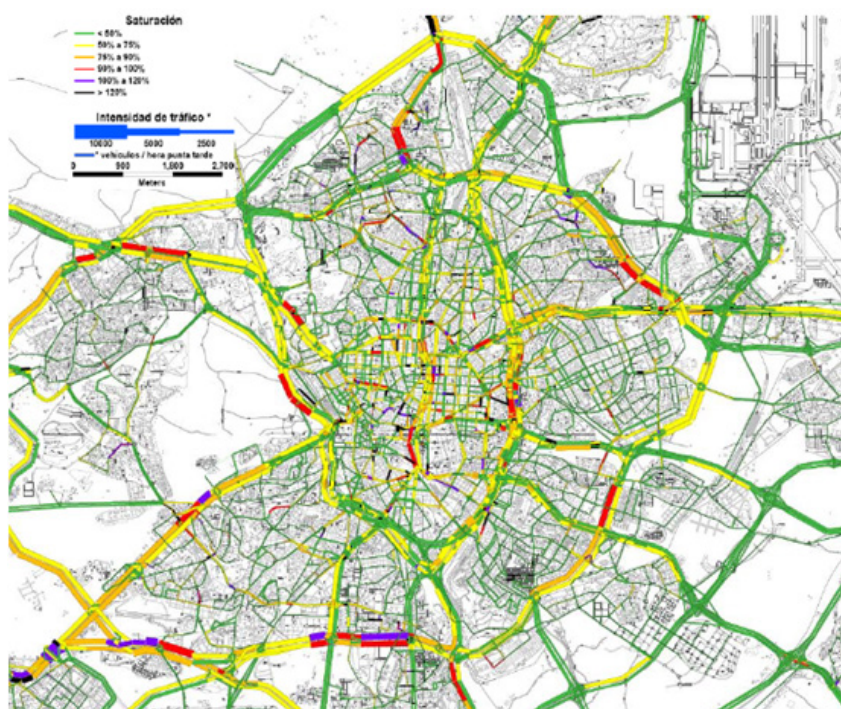 Saturación
< 50%
50% a 75%
75% a 90%
90% a 100%
100% a 120%
> 120%
Intensidad de tráfico *
10000 5000 2500
* vehículos / hora punta tarde
0 900 1,800 2,700
Meters